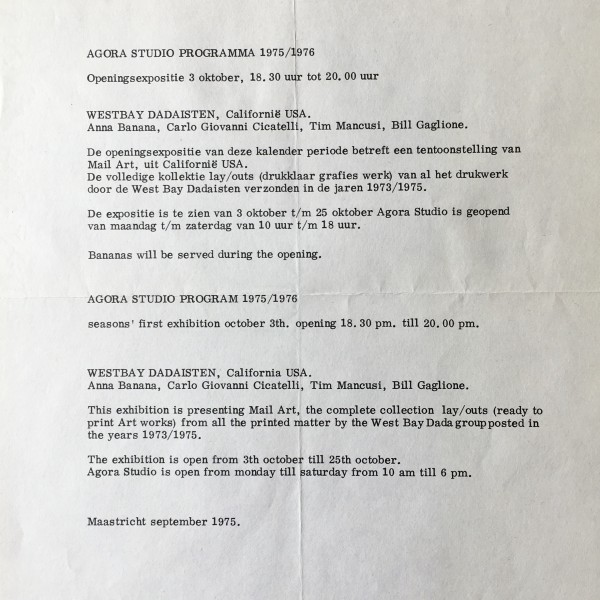 AGORA STUDIO PROGRAMMA 1975/1976
Openingsexpositie 3 oktober, 18.30 uur tot 20.00 uur
WESTBAY DADAISTEN, Californië USA.
Anna Banana, Carlo Giovanni Cicatelli, Tim Mancusi, Bill Gaglione.
De openingsexpositie van deze kalender periode betreft een tentoonstelling van
Mail Art, uit Californië USA.
De volledige kollektie lay/outs (drukklaar grafies werk) van al het drukwerk
door de West Bay Dadaisten verzonden in de jaren 1973/1975.
De expositie is te zien van 3 oktober t/m 25 oktober Agora Studio is geopend
van maandag t/m zaterdag van 10 uur t/m 18 uur.
Bananas will be served during the opening.
AGORA STUDIO PROGRAM 1975/1976
seasons' first exhibition october 3th. opening 18.30 pm. till 20.00 pm.
WESTBAY DADAISTEN, California USA.
Anna Banana, Carlo Giovanni Cicatelli, Tim Mancusi, Bill Gaglione.
This exhibition is presenting Mail Art, the complete collection lay/outs (ready to
print Art works) from all the printed matter by the West Bay Dada group posted in
the years 1973/1975.
The exhibition is open from 3th october till 25th october.
Agora Studio is open from monday till saturday from 10 am till 6 pm.
Maastricht september 1975.